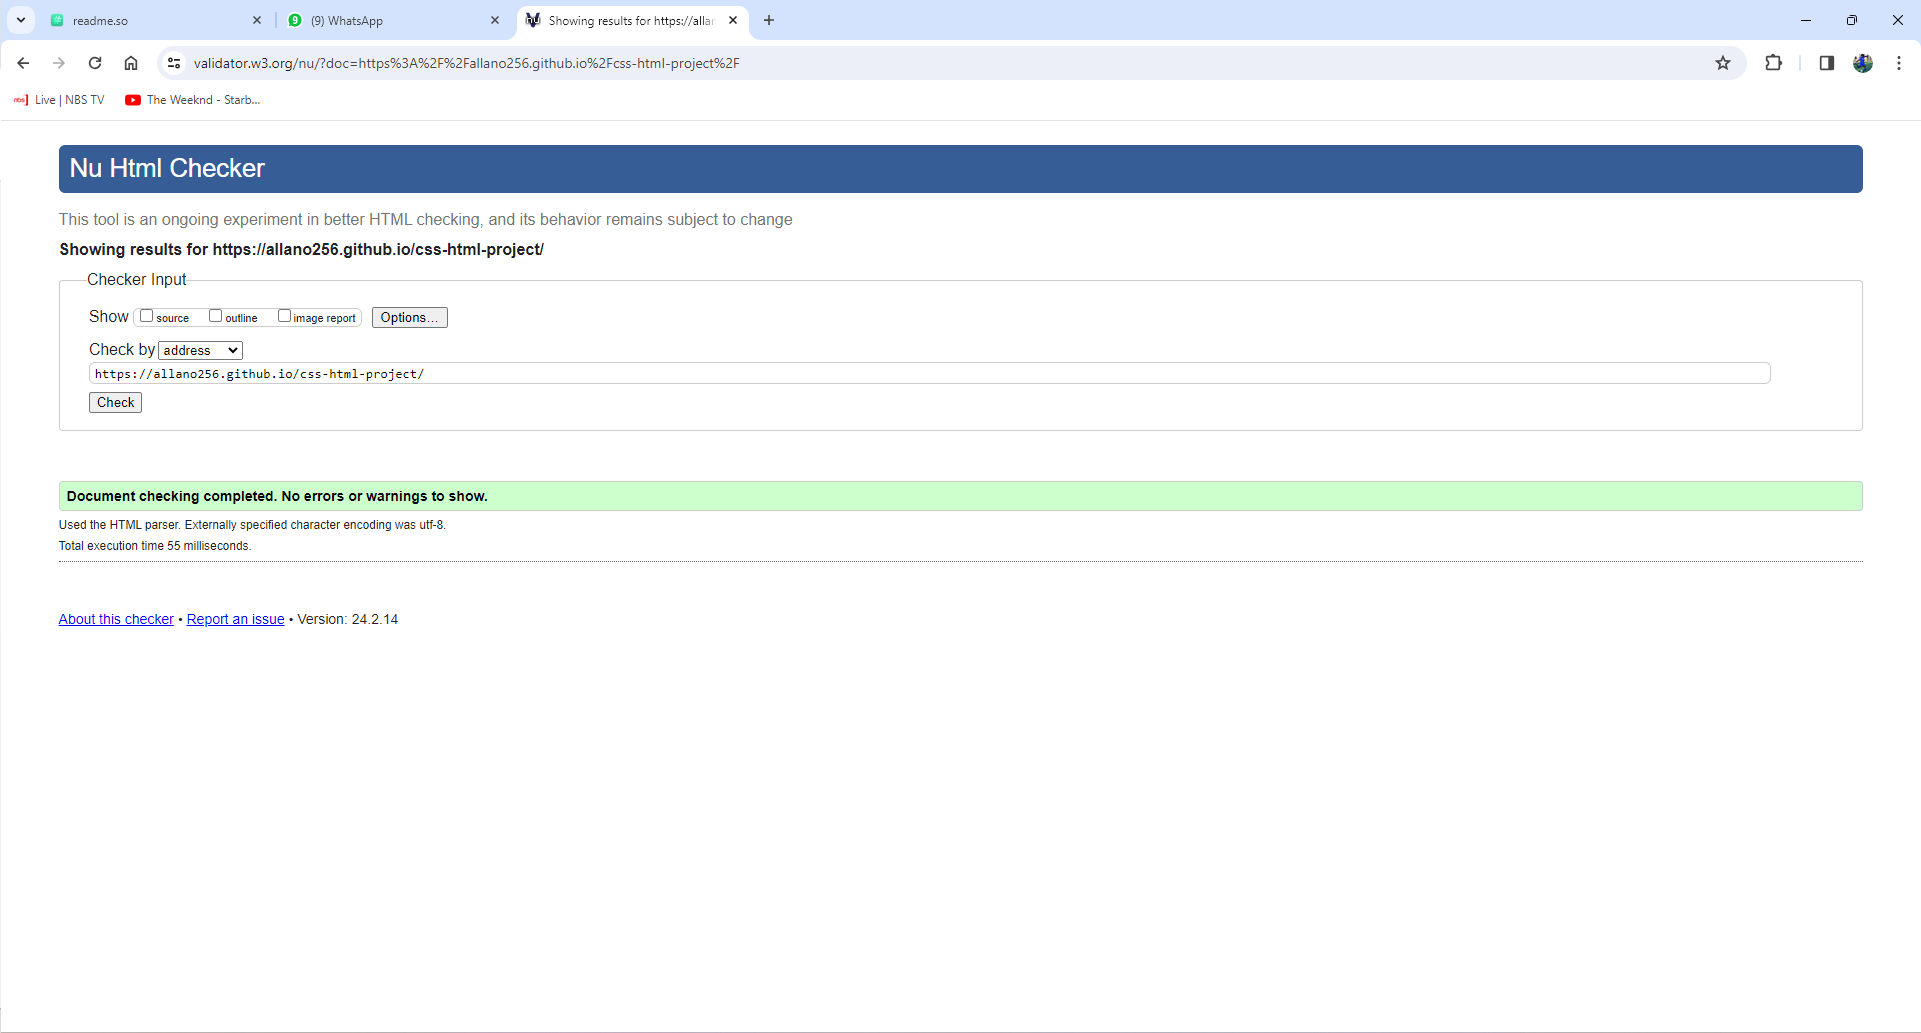 readme.so
9 (9) WhatsApp
Showing results for https://alla
validator.w3.org/nu/?doc=https%3A%2F%2Fallano256.github.io%2Fcss-html-project%2F
nbs] Live | NBS TV
The Weeknd - Starb...
Nu Html Checker
This tool is an ongoing experiment in better HTML checking, and its behavior remains subject to change
Showing results for https://allano256.github.io/css-html-project/
Checker Input
Show source outline image report Options...
Check by address
https://allano256.github.io/css-html-project/
Check
Document checking completed. No errors or warnings to show.
Used the HTML parser. Externally specified character encoding was utf-8.
Total execution time 55 milliseconds.
About this checker • Report an issue • Version: 24.2.14